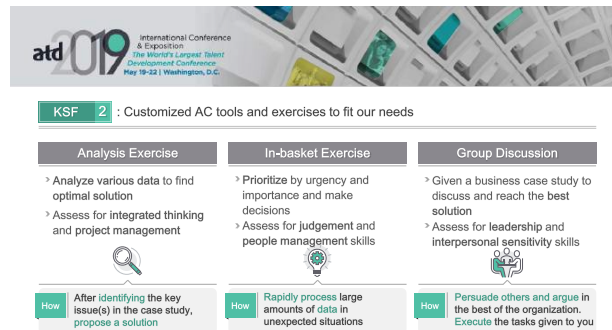 atd 2019
International Conference
& Exposition
The World's Largest Talent
Development Conference
May 19-22 | Washington, D.C.
KSF 2 : Customized AC tools and exercises to fit our needs
Analysis Exercise
> Analyze various data to find
optimal solution
> Assess for integrated thinking
and project management
How
After identifying the key
issue(s) in the case study,
propose a solution
In-basket Exercise
> Prioritize by urgency and
importance and make
decisions
> Assess for judgement and
people management skills
How
Rapidly process large
amounts of data in
unexpected situations
Group Discussion
> Given a business case study to
discuss and reach the best
solution
> Assess for leadership and
interpersonal sensitivity skills
How
Persuade others and argue in
the best of the organization.
Execute the tasks given to you